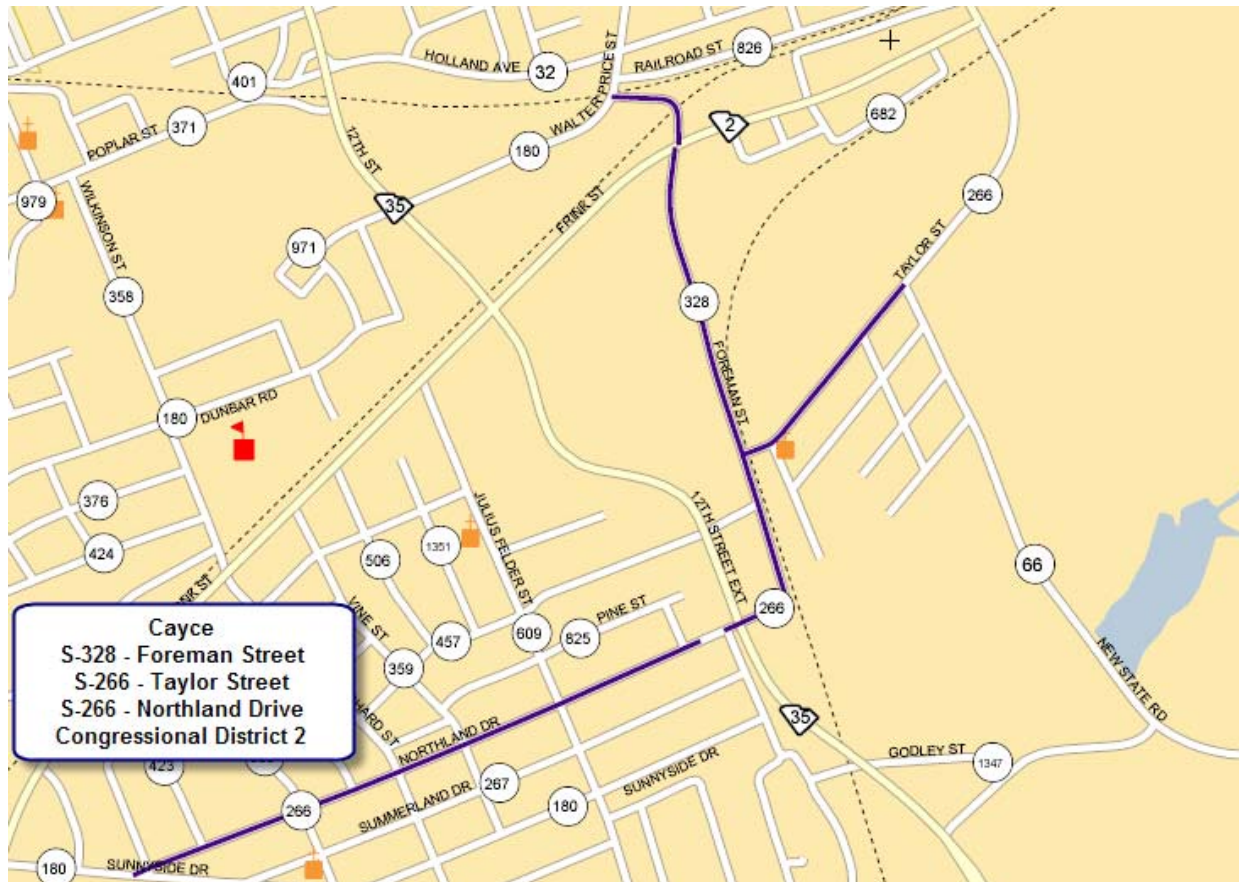 HOLLAND AVE
32
RAILROAD ST
826
401
WALTER PRICE ST
2
682
POPLAR ST
371
12TH ST
180
979
WILKINSON ST
35
FRINK ST
266
971
TAYLOR ST
358
328
FOREMAN ST
180
DUNBAR RD
376
JULIUS FELDER ST
12TH STREET EXT
424
506
1351
66
266
VINE ST
PINE ST
457
609
825
359
NEW STATE RD
Cayce
S-328 - Foreman Street
S-266 - Taylor Street
S-266 - Northland Drive
Congressional District 2
NORTHLAND DR
35
GODLEY ST
1347
423
267
SUNNYSIDE DR
266
SUMMERLAND DR
180
180
SUNNYSIDE DR